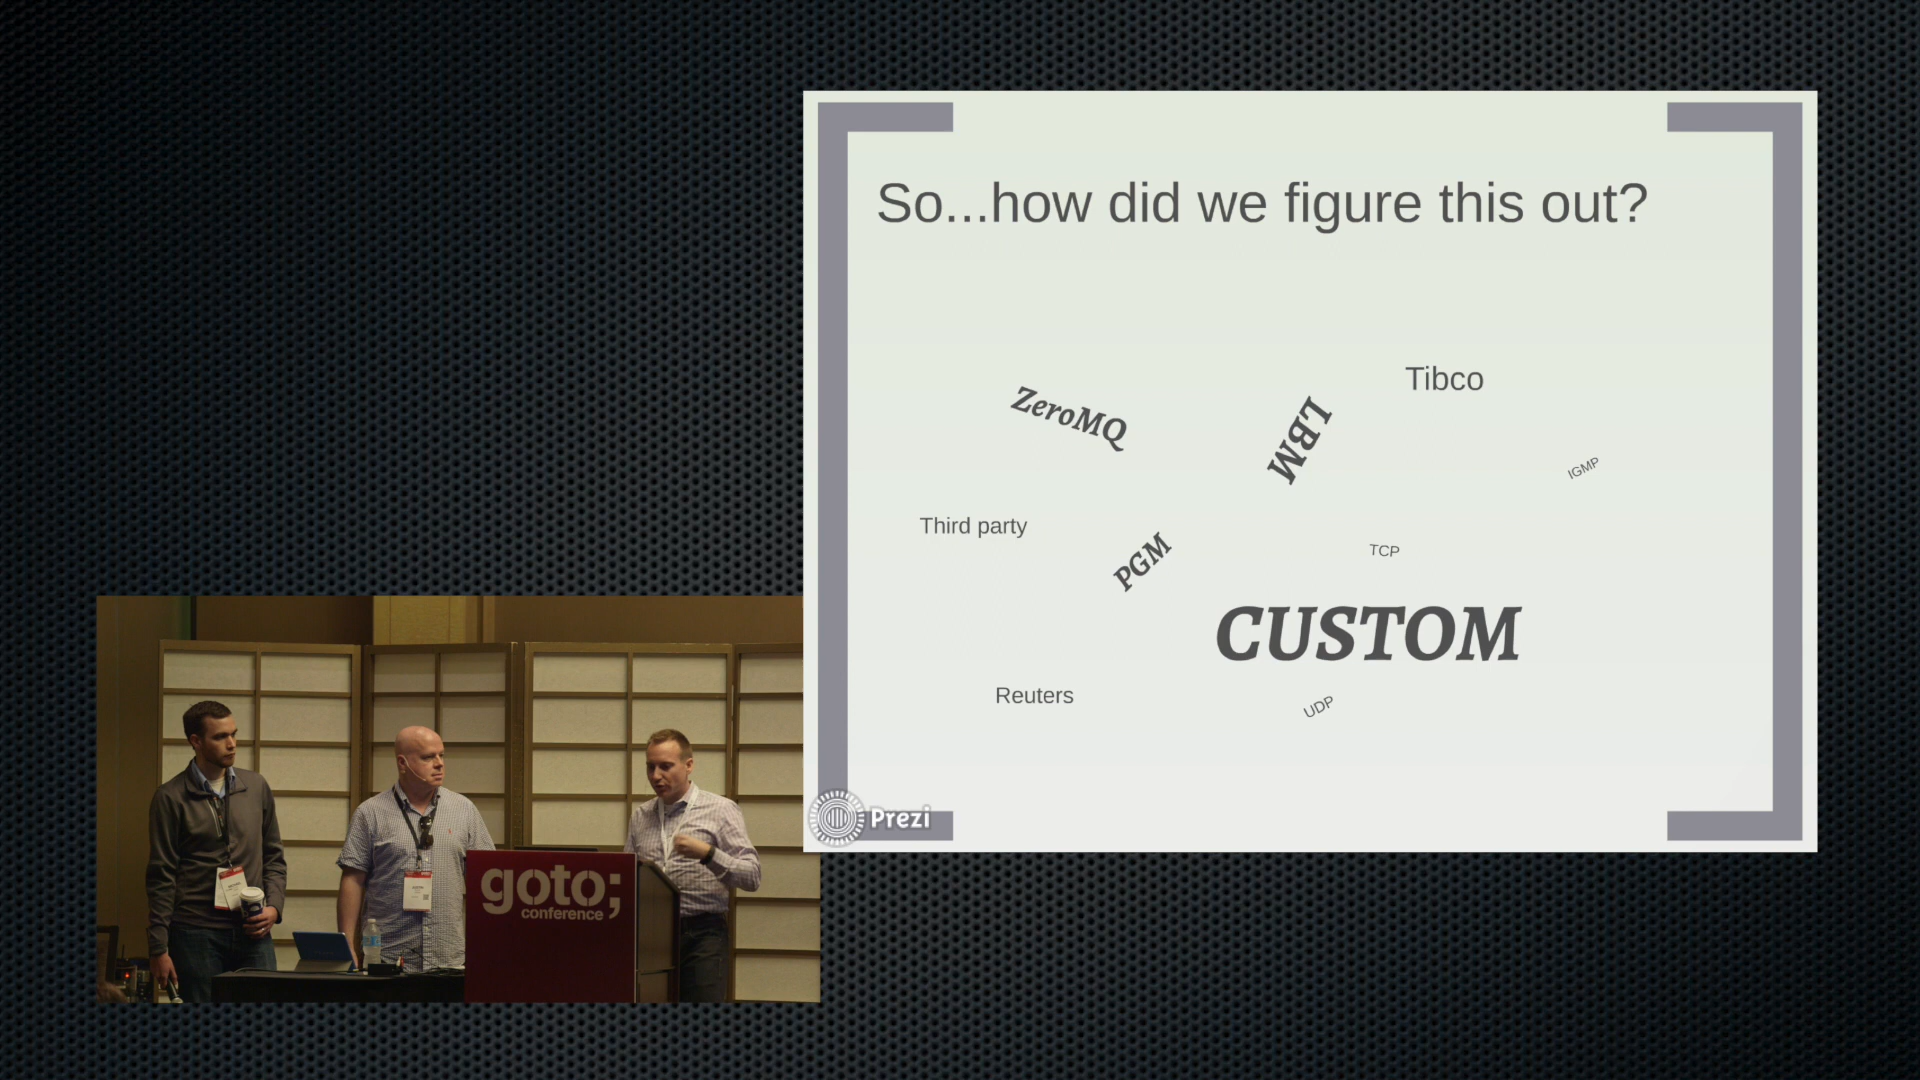 So...how did we figure this out?
Tibco
ZeroMQ
LBM
IGMP
Third party
PGM
TCP
CUSTOM
Reuters
UDP
Prezi
goto;
conference